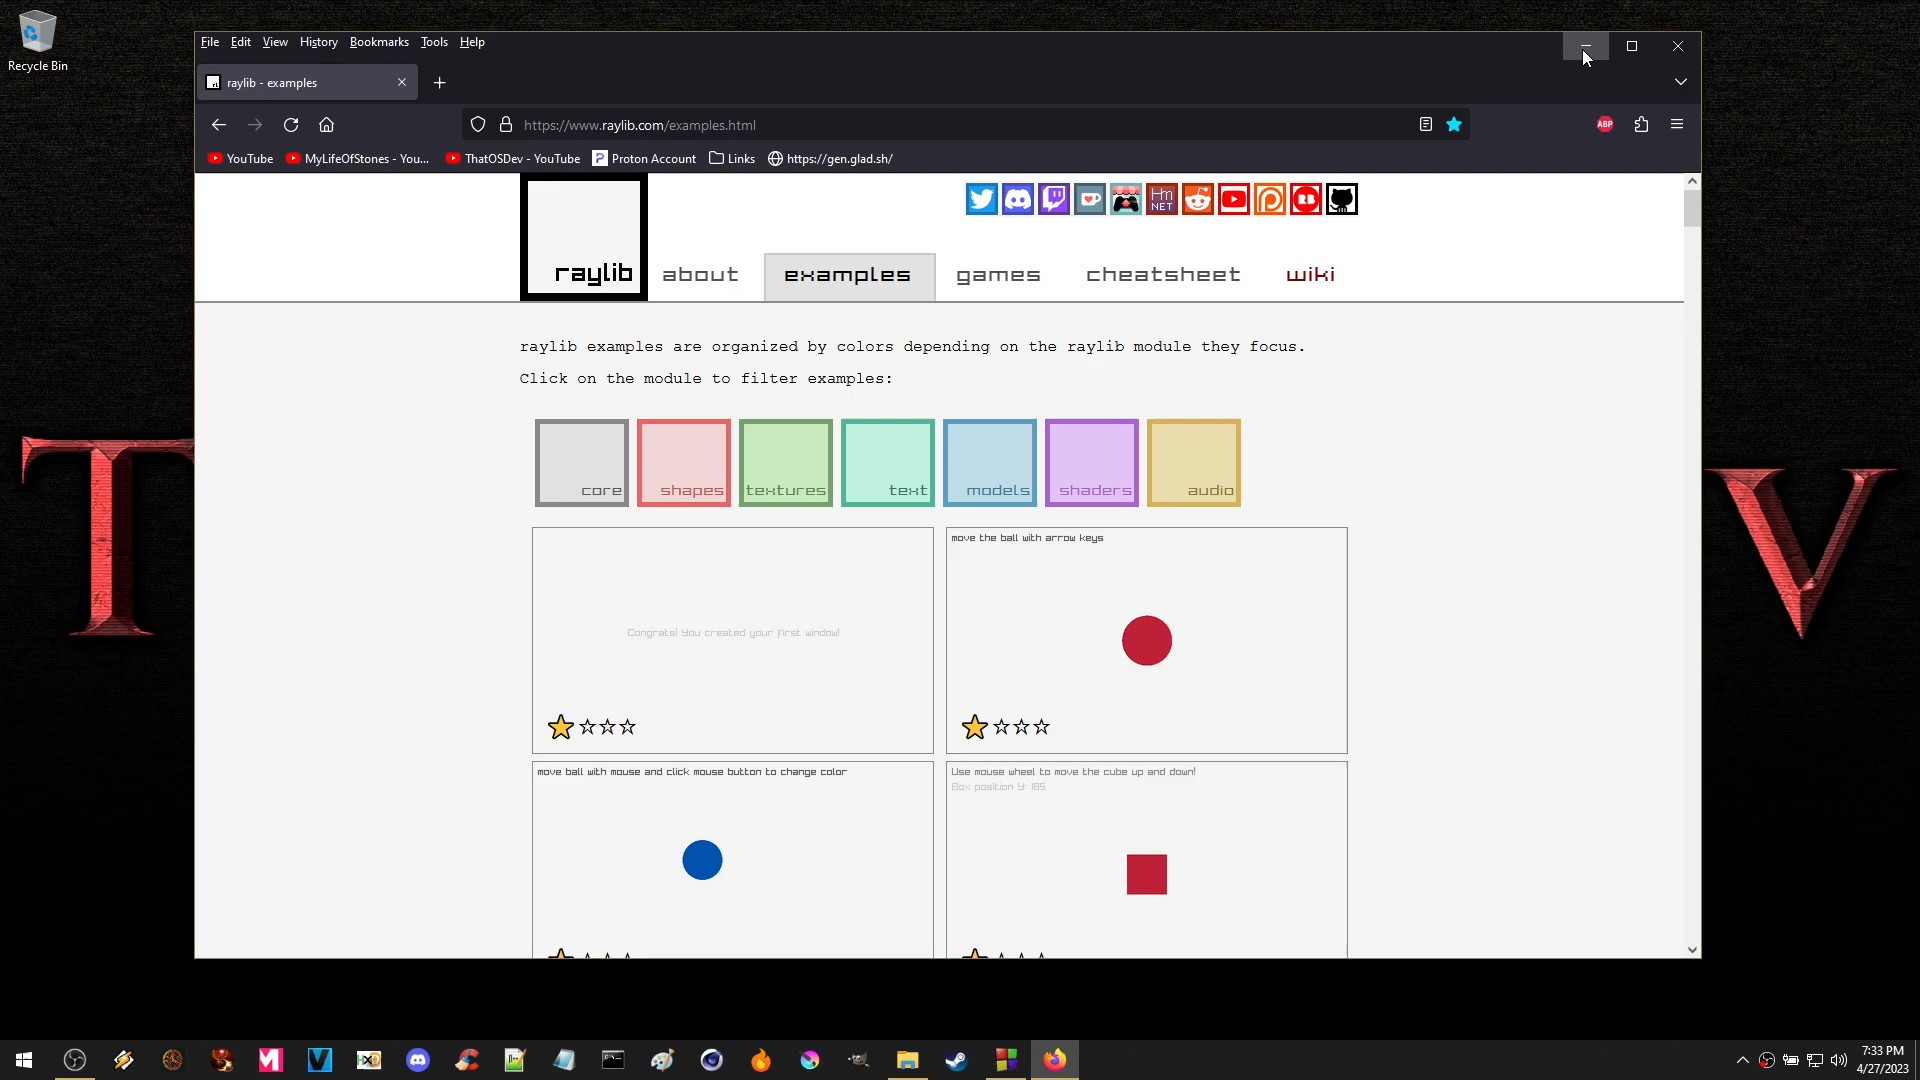 Recycle Bin
File Edit View History Bookmarks Tools Help
raylib - examples
https://www.raylib.com/examples.html
ABP
YouTube MyLifeOfStones - You... ThatOSDev - YouTube Proton Account Links https://gen.glad.sh/
raylib about examples games cheatsheet wiki
raylib examples are organized by colors depending on the raylib module they focus.
Click on the module to filter examples:
core shapes textures text models shaders audio
Congrats! You created your first window!
move the ball with arrow keys
move ball with mouse and click mouse button to change color
Use mouse wheel to move the cube up and down!
Box position Y: 185
T V
7:33 PM
4/27/2023